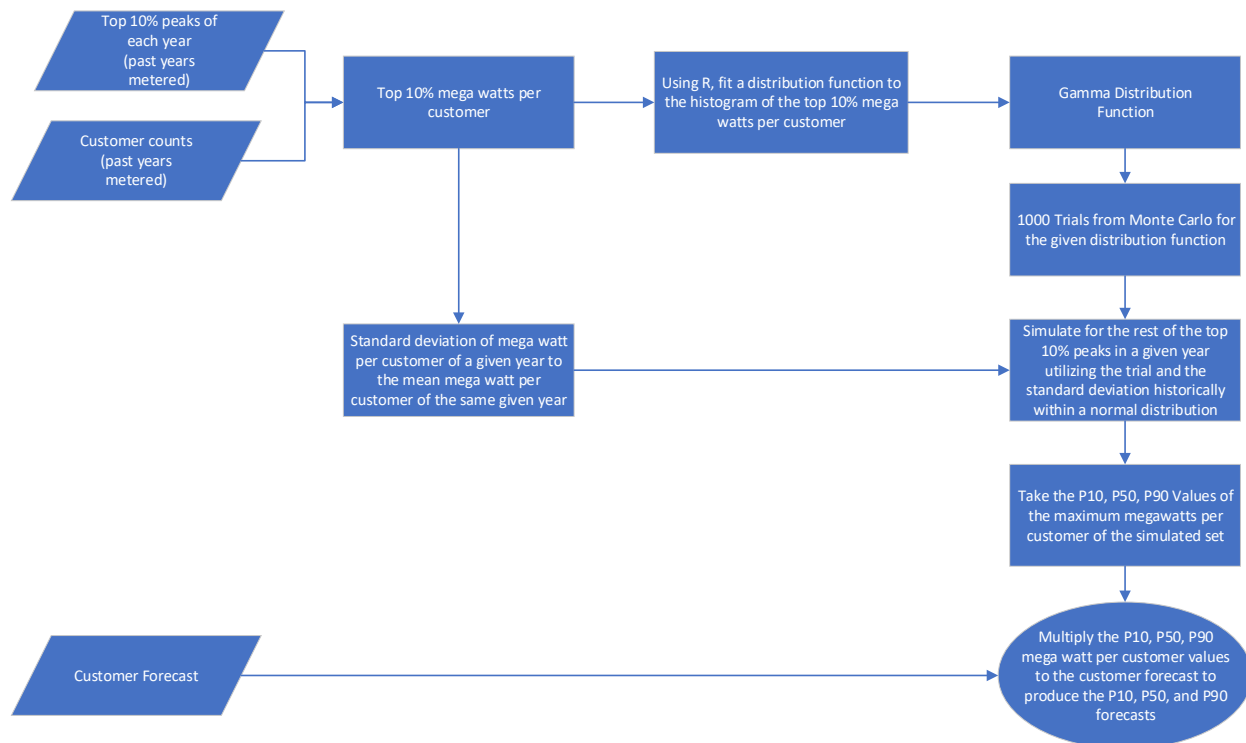 Top 10% peaks of
each year
(past years
metered)
Customer counts
(past years
metered)
Top 10% mega watts per
customer
Using R, fit a distribution function to
the histogram of the top 10% mega
watts per customer
Gamma Distribution
Function
1000 Trials from Monte Carlo for
the given distribution function
Standard deviation of mega watt
per customer of a given year to
the mean mega watt per
customer of the same given year
Simulate for the rest of the top
10% peaks in a given year
utilizing the trial and the
standard deviation historically
within a normal distribution
Take the P10, P50, P90 Values of
the maximum megawatts per
customer of the simulated set
Customer Forecast
Multiply the P10, P50, P90
mega watt per customer values
to the customer forecast to
produce the P10, P50, and P90
forecasts